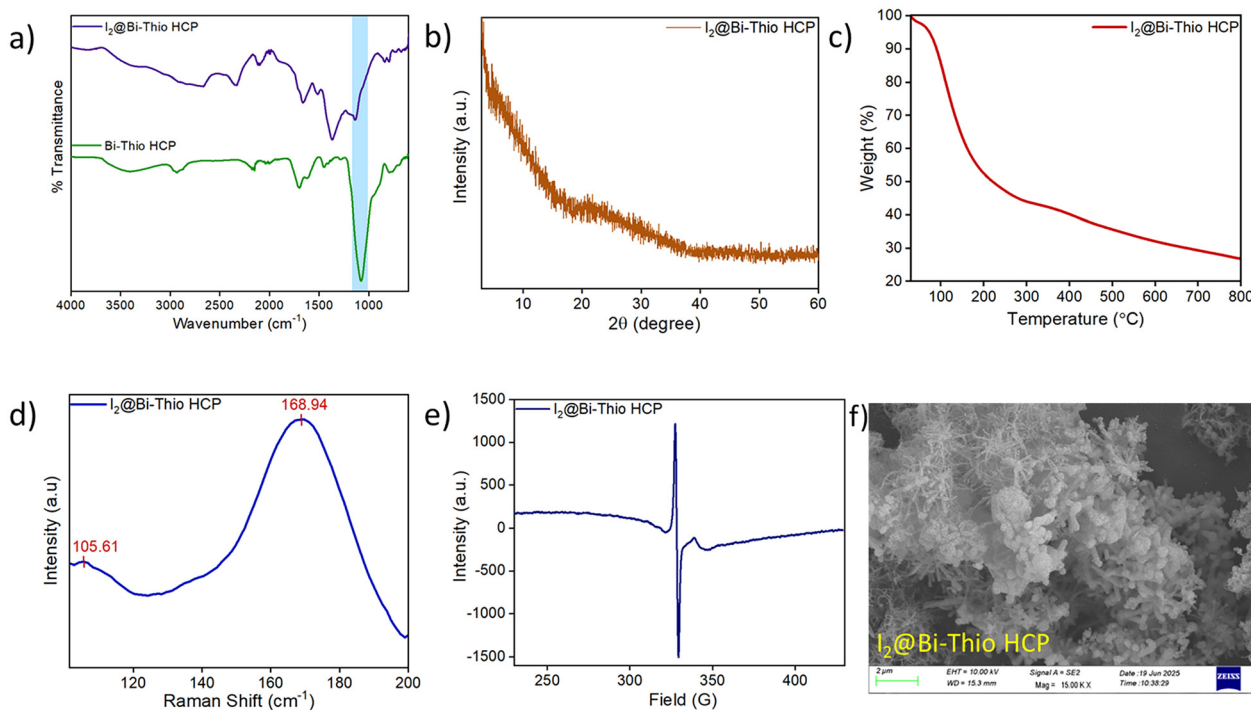 a)
I₂@Bi-Thio HCP
Bi-Thio HCP
% Transmittance
4000 3500 3000 2500 2000 1500 1000
Wavenumber (cm⁻¹)
b)
I₂@Bi-Thio HCP
Intensity (a.u.)
10 20 30 40 50 60
2θ (degree)
c)
I₂@Bi-Thio HCP
Weight (%)
100
90
80
70
60
50
40
30
20
100 200 300 400 500 600 700 800
Temperature (°C)
d)
I₂@Bi-Thio HCP
168.94
105.61
Intensity (a.u)
120 140 160 180 200
Raman Shift (cm⁻¹)
e)
I₂@Bi-Thio HCP
Intensity (a.u.)
1500
1000
500
0
-500
-1000
-1500
250 300 350 400
Field (G)
f)
I₂@Bi-Thio HCP
2 µm
EHT = 10.00 kV Signal A = SE2 Date :19 Jun 2025
WD = 15.3 mm Mag = 15.00 K X Time :10:38:29
ZEISS